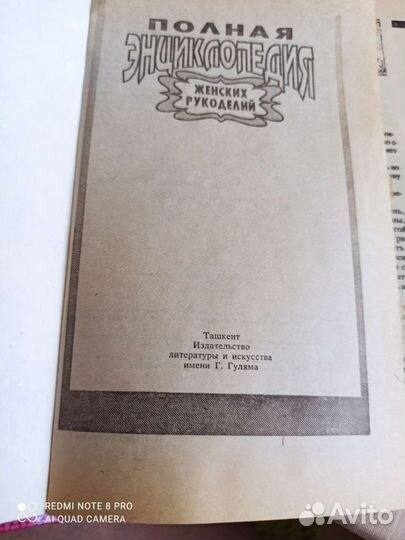 ПОЛНАЯ
ЭНЦИКЛОПЕДИЯ
ЖЕНСКИХ
РУКОДЕЛИЙ
Ташкент
Издательство
литературы и искусства
имени Г. Гуляма
REDMI NOTE 8 PRO
AI QUAD CAMERA
Avito